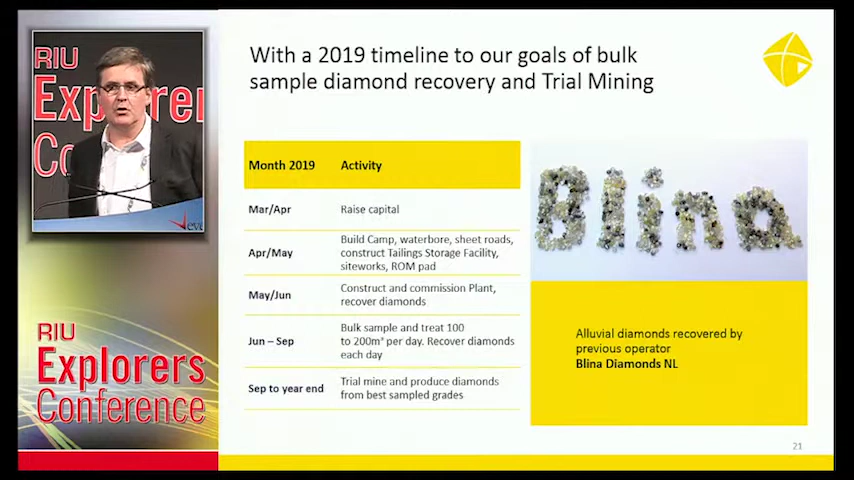 RIU
Explorer
Co
With a 2019 timeline to our goals of bulk
sample diamond recovery and Trial Mining
Month 2019 Activity
Mar/Apr Raise capital
Apr/May Build Camp, waterbore, sheet roads,
construct Tailings Storage Facility,
siteworks, ROM pad
May/Jun Construct and commission Plant,
recover diamonds
Jun – Sep Bulk sample and treat 100
to 200m³ per day. Recover diamonds
each day
Sep to year end Trial mine and produce diamonds
from best sampled grades
Blina
Alluvial diamonds recovered by
previous operator
Blina Diamonds NL
RIU
Explorers
Conference
21